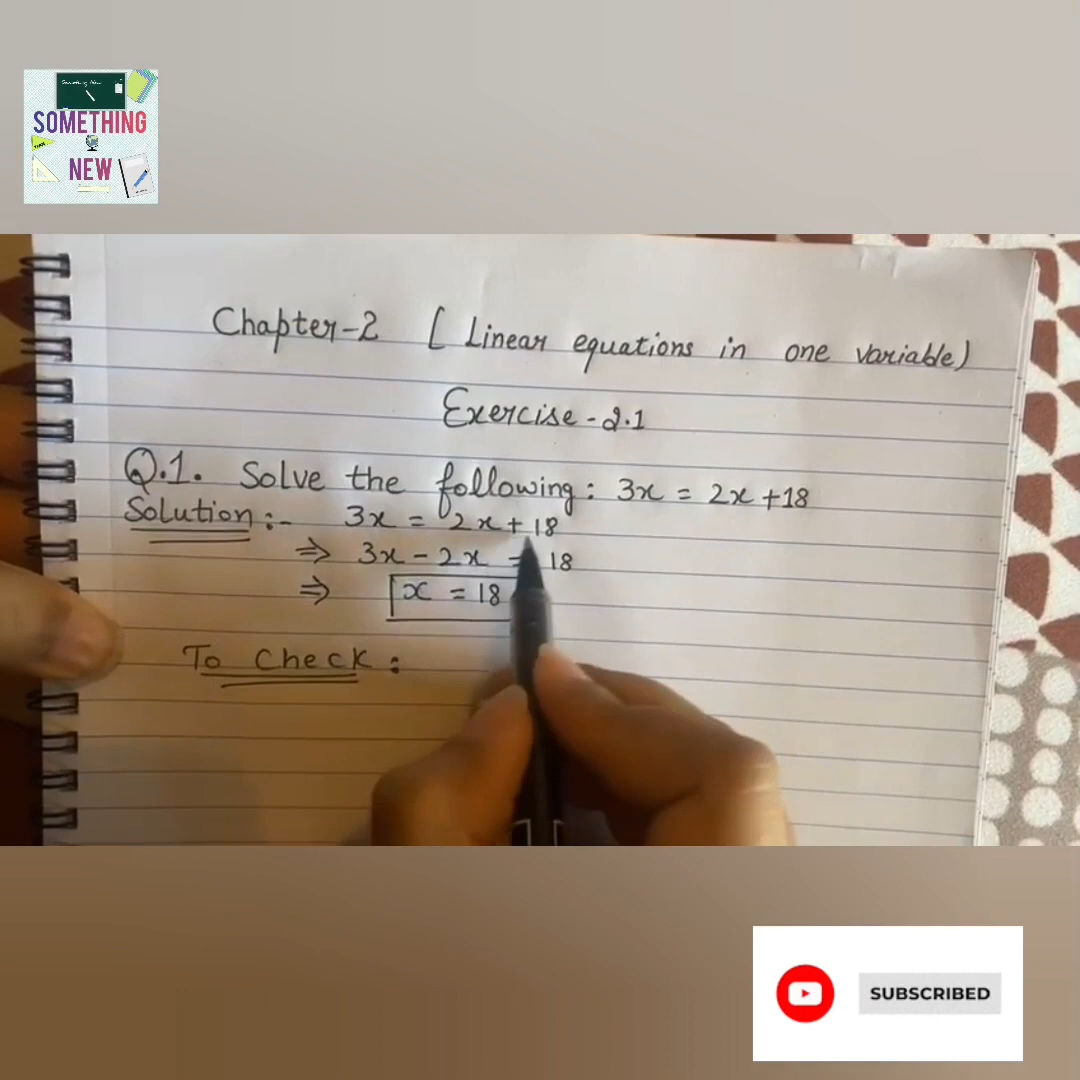 SOMETHING
NEW
Chapter-2 [Linear equations in one variable)
Exercise-2.1
Q.1. Solve the following: 3x = 2x+18
Solution:- 3x = 2x+18
⇒ 3x-2x = 18
⇒ x = 18
To Check:
SUBSCRIBED